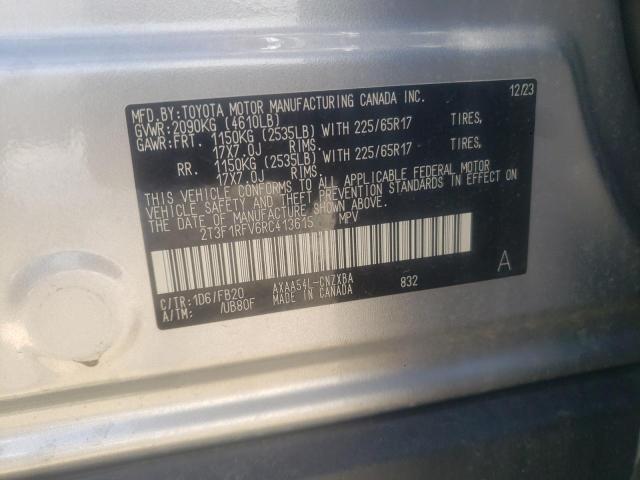 MFD.BY:TOYOTA MOTOR MANUFACTURING CANADA INC. 12/23
GVWR:2090KG (4610LB)
GAWR:FRT. 1150KG (2535LB) WITH 225/65R17 TIRES,
17X7.0J RIMS.
RR. 1150KG (2535LB) WITH 225/65R17 TIRES,
17X7.0J RIMS.
THIS VEHICLE CONFORMS TO ALL APPLICABLE FEDERAL MOTOR
VEHICLE SAFETY AND THEFT PREVENTION STANDARDS IN EFFECT ON
THE DATE OF MANUFACTURE SHOWN ABOVE.
2T3F1RFV6RC413615 MPV
C/TR:1D6/FB20 AXAA54L-CNZXBA 832 A
A/TM: /UB80F MADE IN CANADA